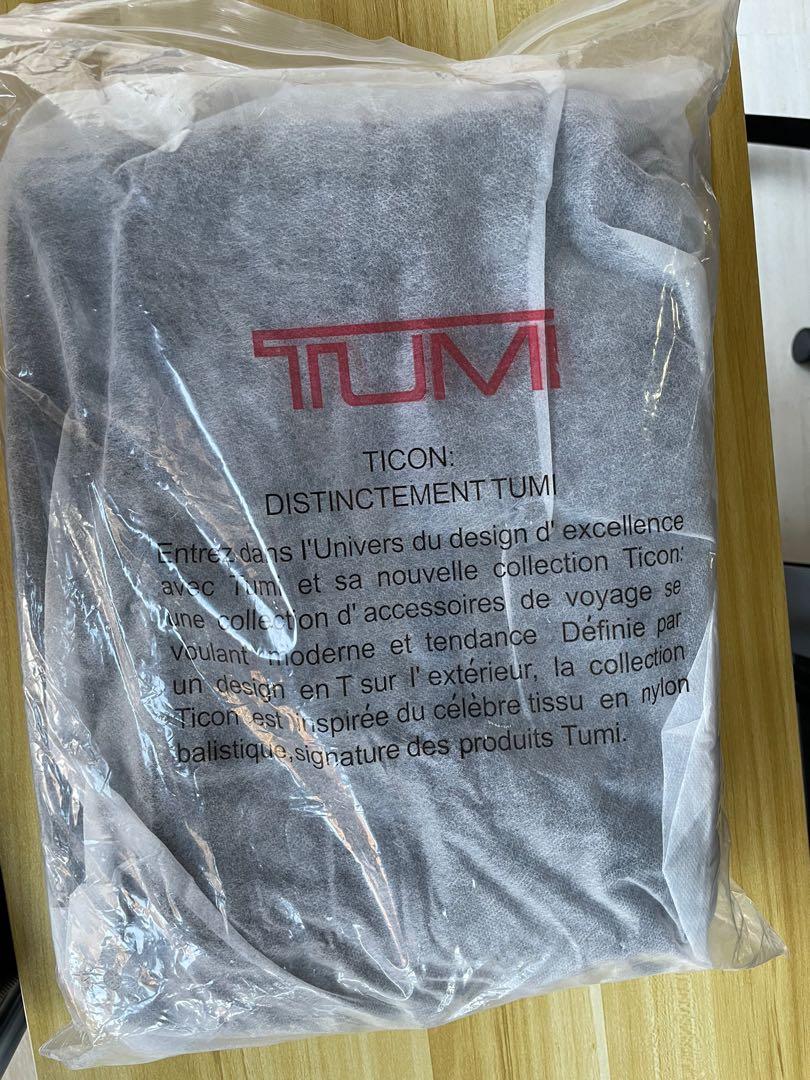 TUMI
TICON:
DISTINCTEMENT TUMI
Entrez dans l'Univers du design d' excellence
avec Tumi et sa nouvelle collection Ticon:
une collection d' accessoires de voyage se
voulant moderne et tendance Définie par
un design en T sur l' extérieur, la collection
Ticon est inspirée du célèbre tissu en nylon
balistique,signature des produits Tumi.